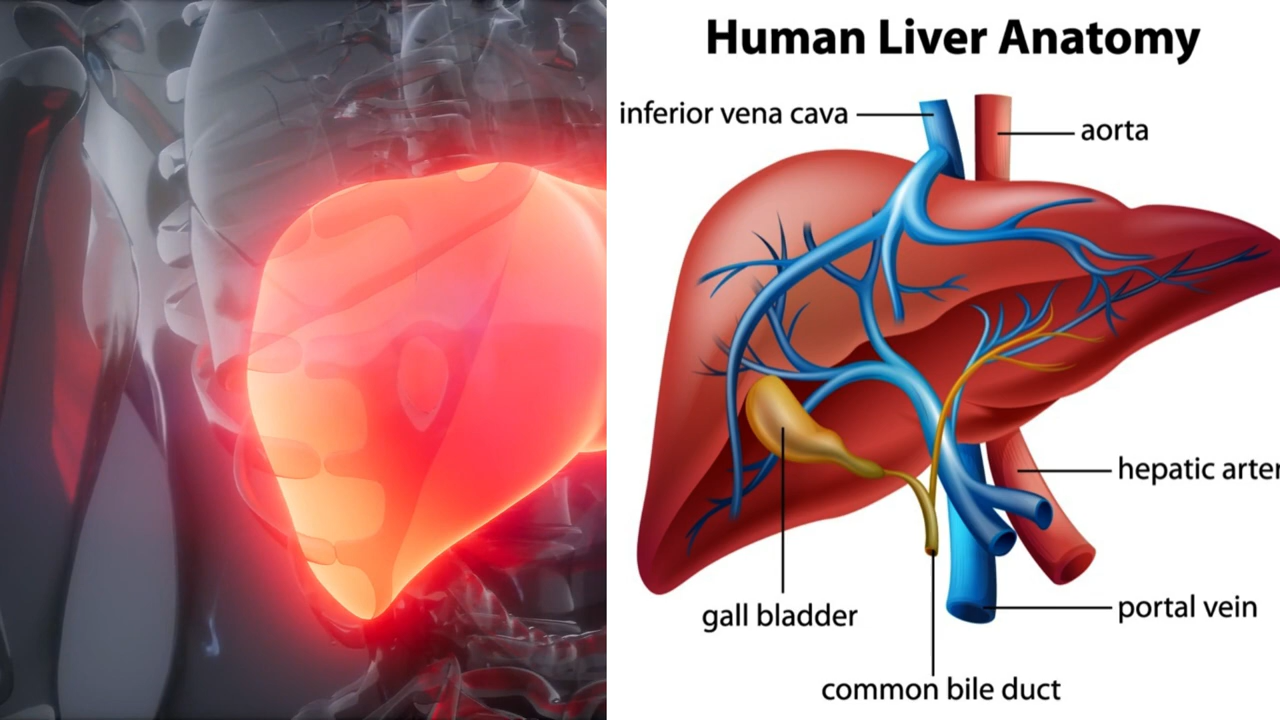 Human Liver Anatomy
inferior vena cava
aorta
hepatic arter
gall bladder
portal vein
common bile duct